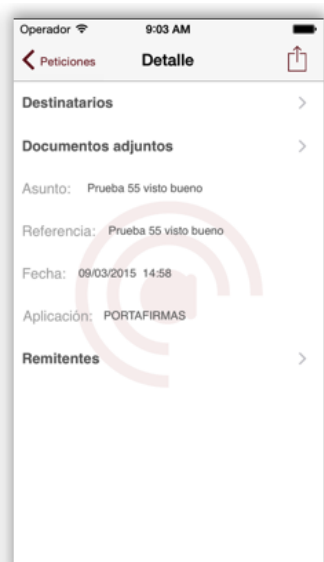 Operador 9:03 AM
Peticiones Detalle
Destinatarios
Documentos adjuntos
Asunto: Prueba 55 visto bueno
Referencia: Prueba 55 visto bueno
Fecha: 09/03/2015 14:58
Aplicación: PORTAFIRMAS
Remitentes